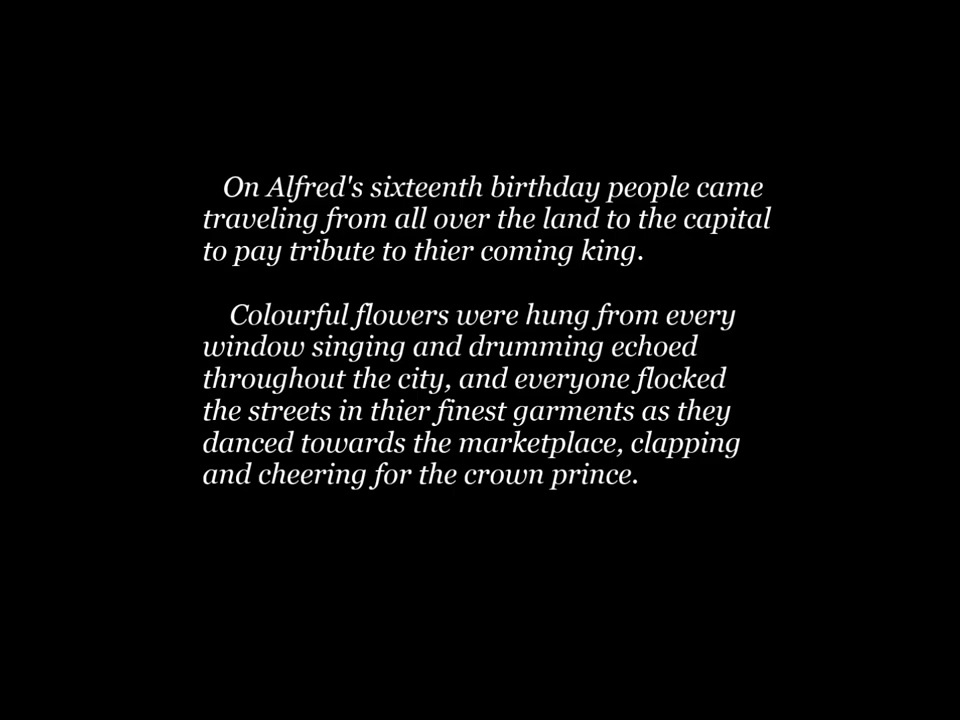 On Alfred's sixteenth birthday people came
traveling from all over the land to the capital
to pay tribute to thier coming king.
Colourful flowers were hung from every
window singing and drumming echoed
throughout the city, and everyone flocked
the streets in thier finest garments as they
danced towards the marketplace, clapping
and cheering for the crown prince.